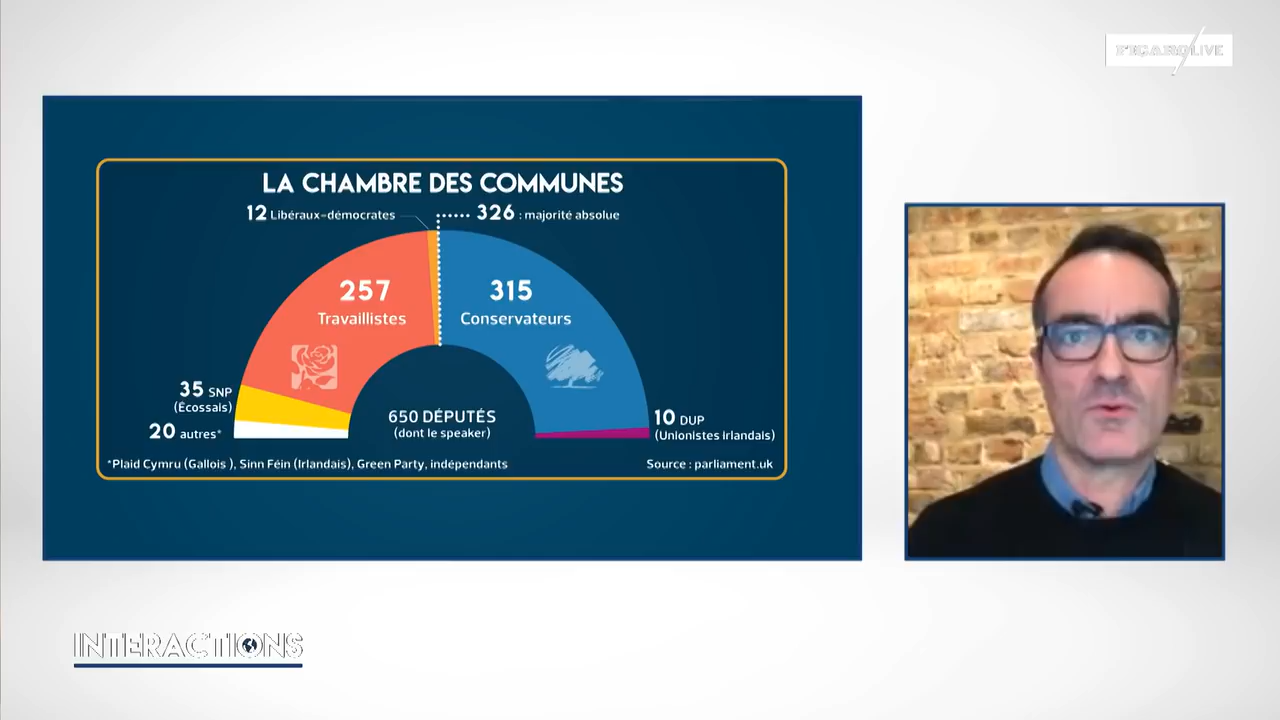 FIGARO LIVE
LA CHAMBRE DES COMMUNES
12 Libéraux-démocrates
326 : majorité absolue
257
Travaillistes
315
Conservateurs
35 SNP
(Écossais)
20 autres*
650 DÉPUTÉS
(dont le speaker)
10 DUP
(Unionistes irlandais)
*Plaid Cymru (Gallois ), Sinn Féin (Irlandais), Green Party, indépendants
Source : parliament.uk
INTERACTIONS